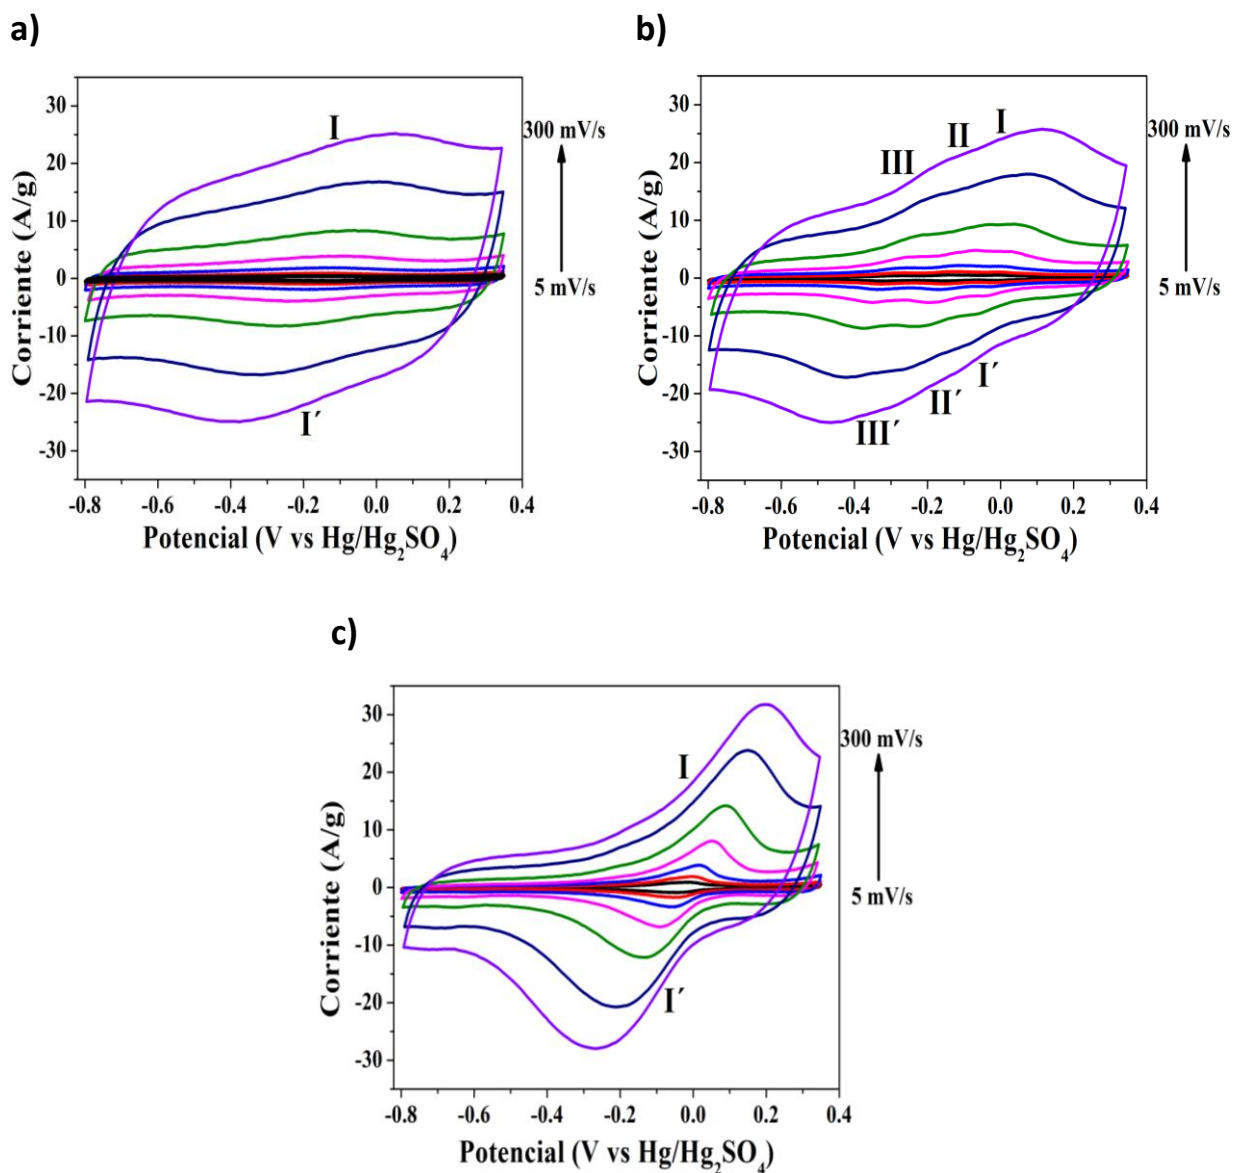 a)
30
20
10
0
-10
-20
-30
Corriente (A/g)
I
I´
300 mV/s
5 mV/s
-0.8 -0.6 -0.4 -0.2 0.0 0.2 0.4
Potencial (V vs Hg/Hg₂SO₄)
b)
30
20
10
0
-10
-20
-30
Corriente (A/g)
III II I
I´
II´
III´
300 mV/s
5 mV/s
-0.8 -0.6 -0.4 -0.2 0.0 0.2 0.4
Potencial (V vs Hg/Hg₂SO₄)
c)
30
20
10
0
-10
-20
-30
Corriente (A/g)
I
I´
300 mV/s
5 mV/s
-0.8 -0.6 -0.4 -0.2 0.0 0.2 0.4
Potencial (V vs Hg/Hg₂SO₄)